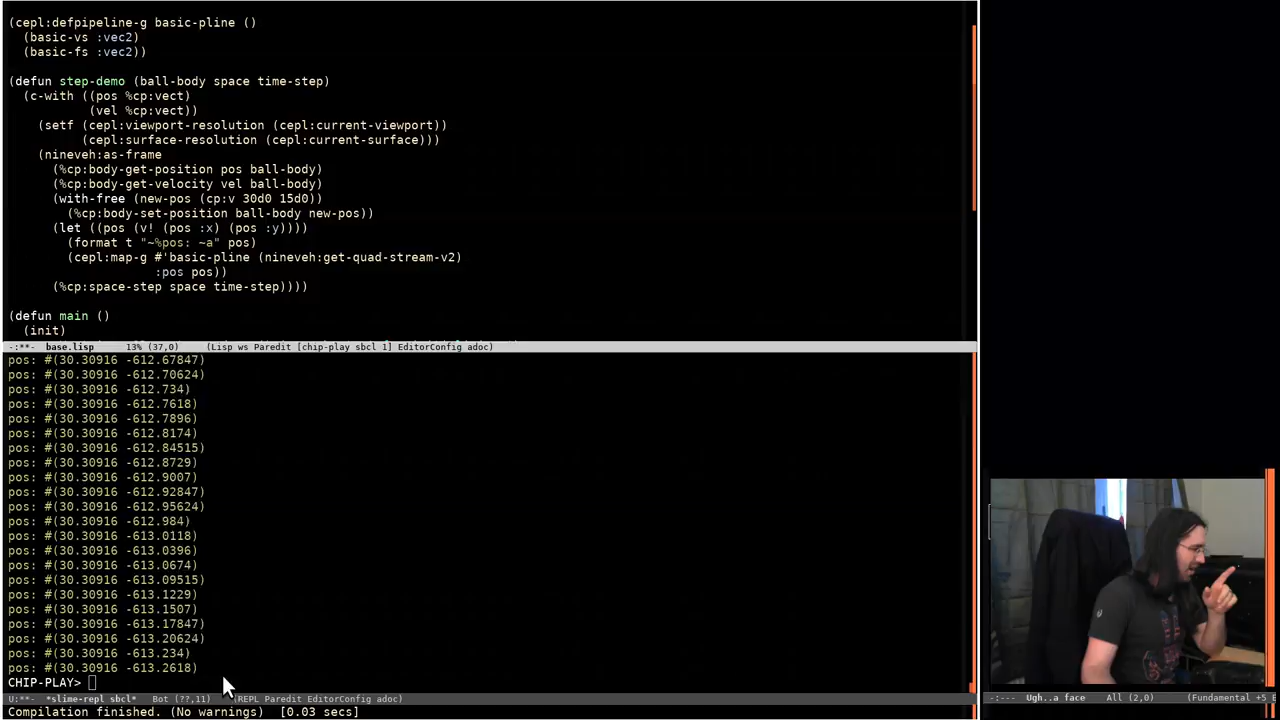 (cepl:defpipeline-g basic-pline ()
(basic-vs :vec2)
(basic-fs :vec2))
(defun step-demo (ball-body space time-step)
(c-with ((pos %cp:vect)
(vel %cp:vect))
(setf (cepl:viewport-resolution (cepl:current-viewport))
(cepl:surface-resolution (cepl:current-surface)))
(nineveh:as-frame
(%cp:body-get-position pos ball-body)
(%cp:body-get-velocity vel ball-body)
(with-free (new-pos (cp:v 30d0 15d0))
(%cp:body-set-position ball-body new-pos))
(let ((pos (v! (pos :x) (pos :y))))
(format t "~%pos: ~a" pos)
(cepl:map-g #'basic-pline (nineveh:get-quad-stream-v2)
:pos pos))
(%cp:space-step space time-step))))
(defun main ()
(init)
-:**- base.lisp 13% (37,0) (Lisp ws Paredit [chip-play sbcl 1] EditorConfig adoc)
pos: #(30.30916 -612.67847)
pos: #(30.30916 -612.70624)
pos: #(30.30916 -612.734)
pos: #(30.30916 -612.7618)
pos: #(30.30916 -612.7896)
pos: #(30.30916 -612.8174)
pos: #(30.30916 -612.84515)
pos: #(30.30916 -612.8729)
pos: #(30.30916 -612.9007)
pos: #(30.30916 -612.92847)
pos: #(30.30916 -612.95624)
pos: #(30.30916 -612.984)
pos: #(30.30916 -613.0118)
pos: #(30.30916 -613.0396)
pos: #(30.30916 -613.0674)
pos: #(30.30916 -613.09515)
pos: #(30.30916 -613.1229)
pos: #(30.30916 -613.1507)
pos: #(30.30916 -613.17847)
pos: #(30.30916 -613.20624)
pos: #(30.30916 -613.234)
pos: #(30.30916 -613.2618)
CHIP-PLAY>
U:**- *slime-repl sbcl* Bot (??,11) (REPL Paredit EditorConfig adoc)
-:--- Ugh..a face All (2,0) (Fundamental +5 E
Compilation finished. (No warnings) [0.03 secs]